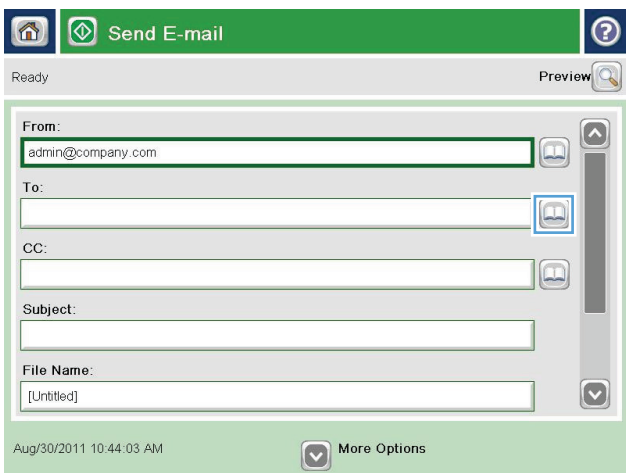 Send E-mail
Ready
Preview
From:
admin@company.com
To:
CC:
Subject:
File Name:
[Untitled]
Aug/30/2011 10:44:03 AM
More Options